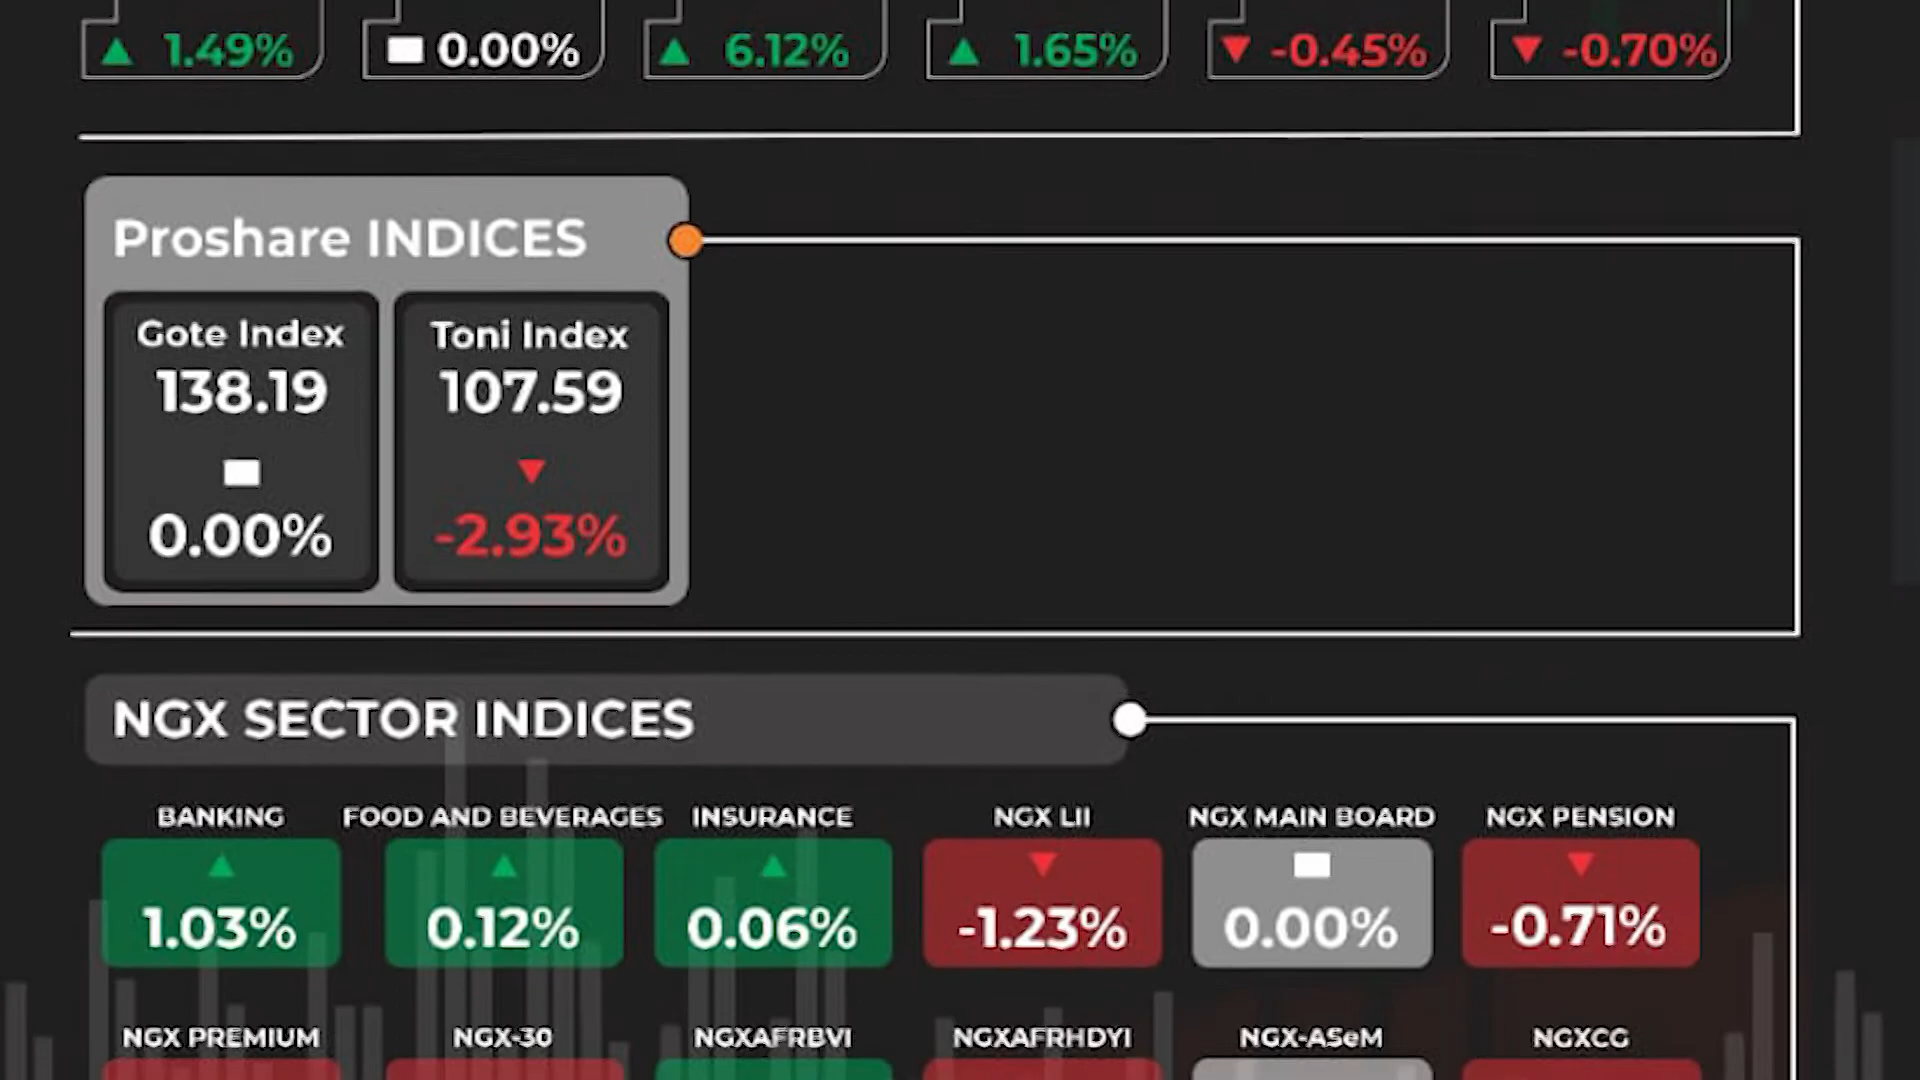 1.49% 0.00% 6.12% 1.65% -0.45% -0.70%
Proshare INDICES
Gote Index Toni Index
138.19 107.59
0.00% -2.93%
NGX SECTOR INDICES
BANKING FOOD AND BEVERAGES INSURANCE NGX LII NGX MAIN BOARD NGX PENSION
1.03% 0.12% 0.06% -1.23% 0.00% -0.71%
NGX PREMIUM NGX-30 NGXAFRBVI NGXAFRHDYI NGX-ASeM NGXCG